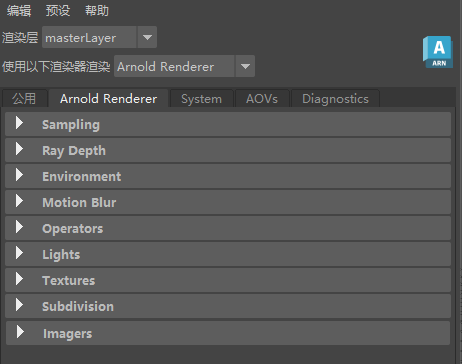 编辑 预设 帮助
渲染层 masterLayer
使用以下渲染器渲染 Arnold Renderer
A
ARN
公用 Arnold Renderer System AOVs Diagnostics
Sampling
Ray Depth
Environment
Motion Blur
Operators
Lights
Textures
Subdivision
Imagers